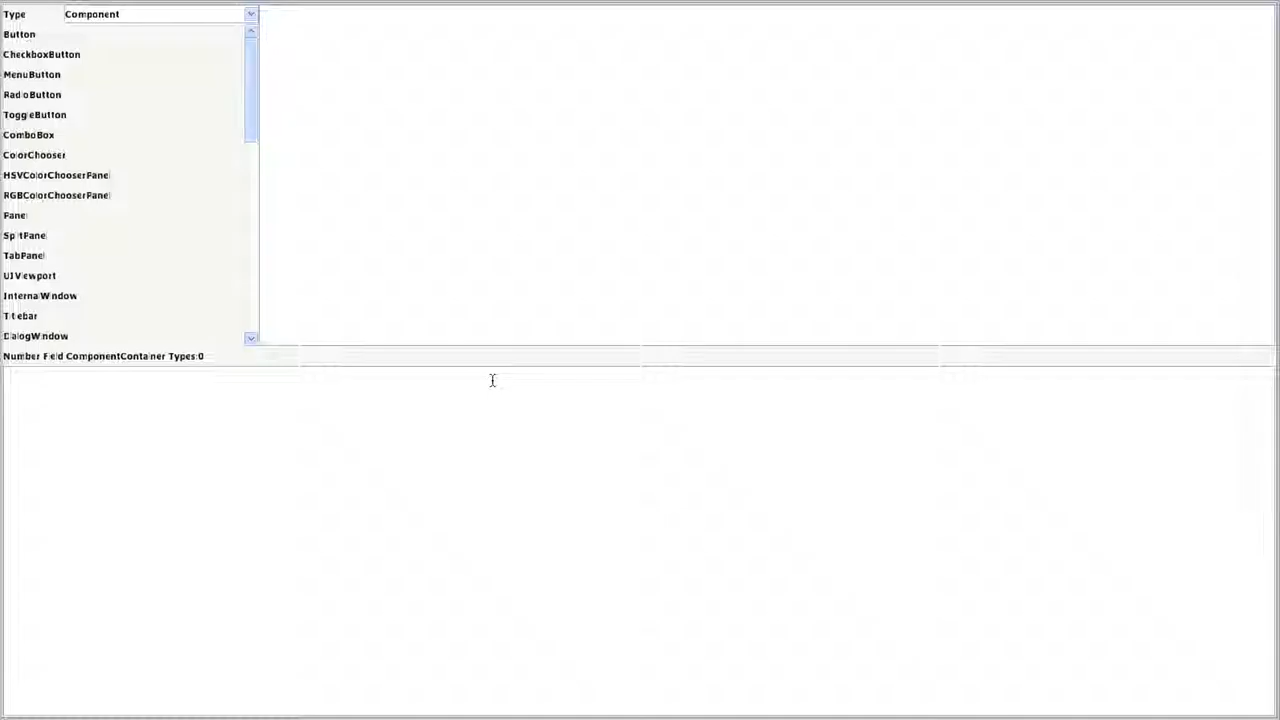 Type Component
Button
CheckboxButton
MenuButton
RadioButton
ToggleButton
ComboBox
ColorChooser
HSVColorChooserPanel
RGBColorChooserPanel
Panel
SplitPanel
TabPanel
UIViewport
InternalWindow
Titlebar
DialogWindow
Number Field ComponentContainer Types:0